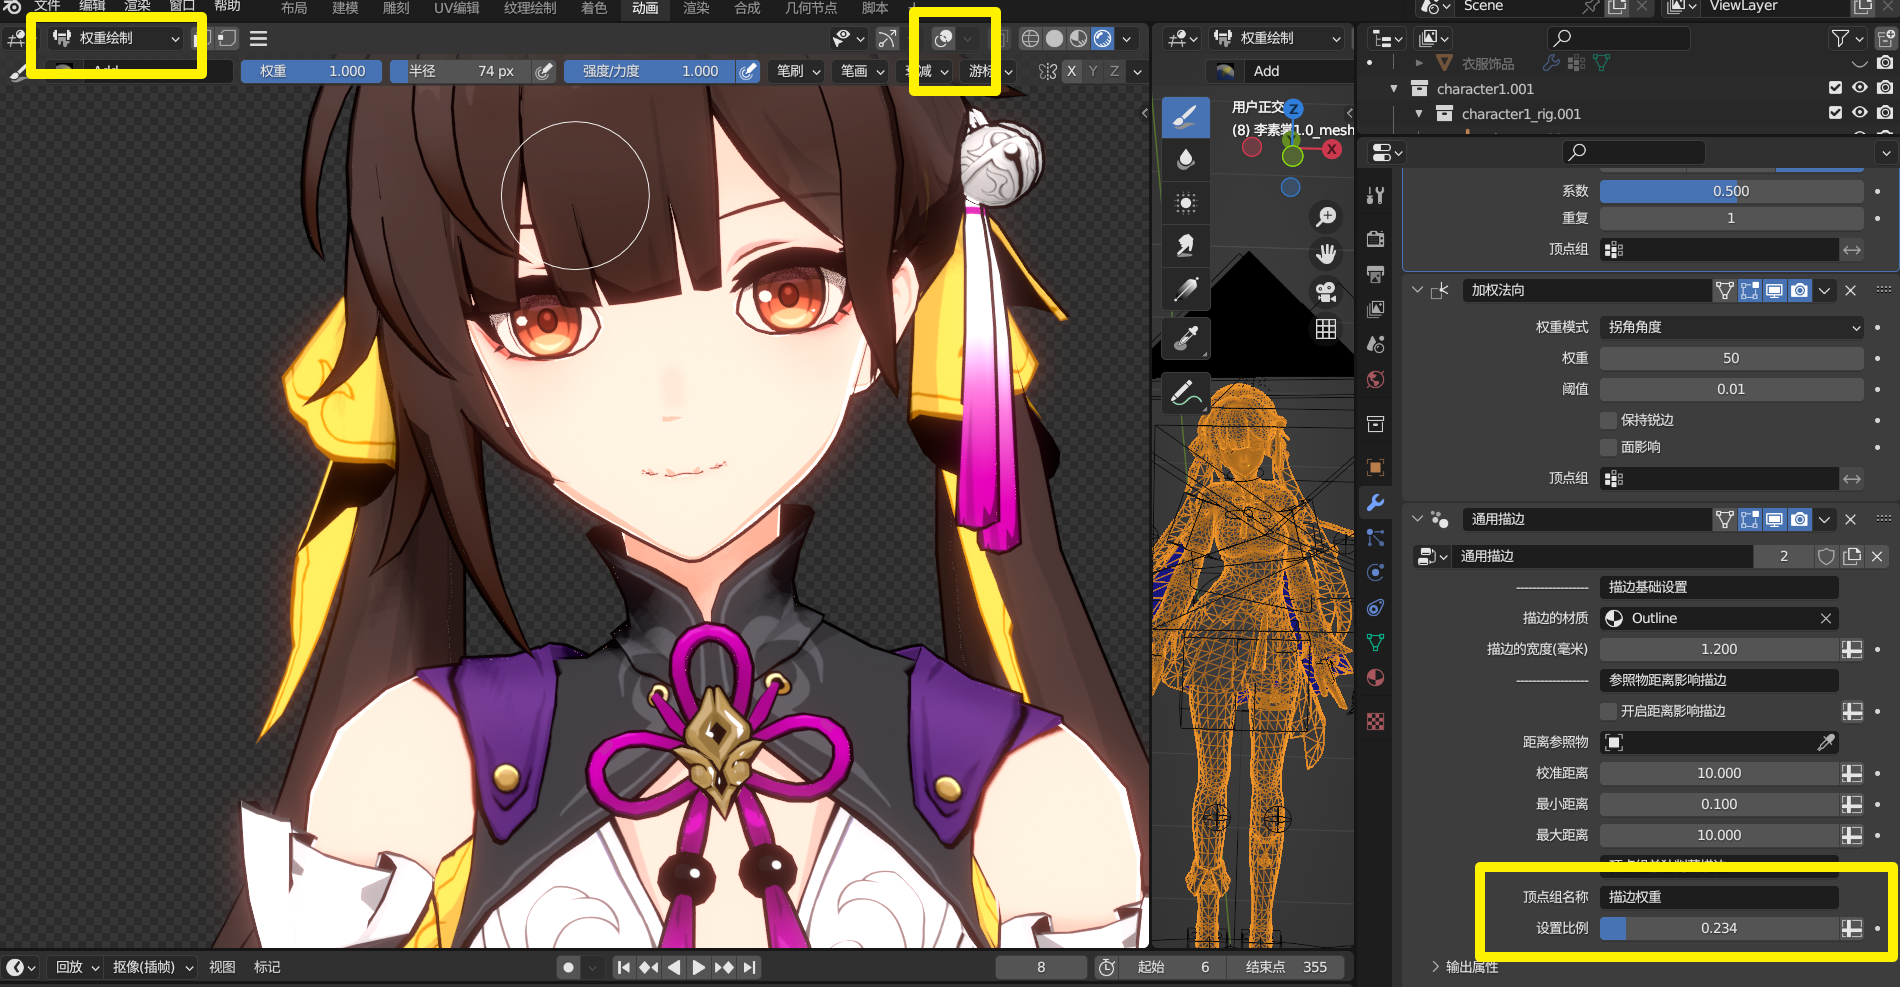 文件 编辑 渲染 窗口 帮助 布局 建模 雕刻 UV编辑 纹理绘制 着色 动画 渲染 合成 几何节点 脚本 Scene ViewLayer
权重绘制
权重绘制
权重 1.000 半径 74 px 强度/力度 1.000 笔刷 笔画 衰减 游标 X Y Z
Add
用户正交
Z
X
衣服饰品
character1.001
character1_rig.001
系数 0.500
重复 1
顶点组
加权法向
权重模式 拐角角度
权重 50
阈值 0.01
保持锐边
面影响
顶点组
通用描边
通用描边 2
------------------ 描边基础设置
描边的材质 Outline
描边的宽度(毫米) 1.200
------------------ 参照物距离影响描边
开启距离影响描边
距离参照物
校准距离 10.000
最小距离 0.100
最大距离 10.000
顶点组名称 描边权重
设置比例 0.234
输出属性
回放 抠像(插帧) 视图 标记 8 起始 6 结束点 355